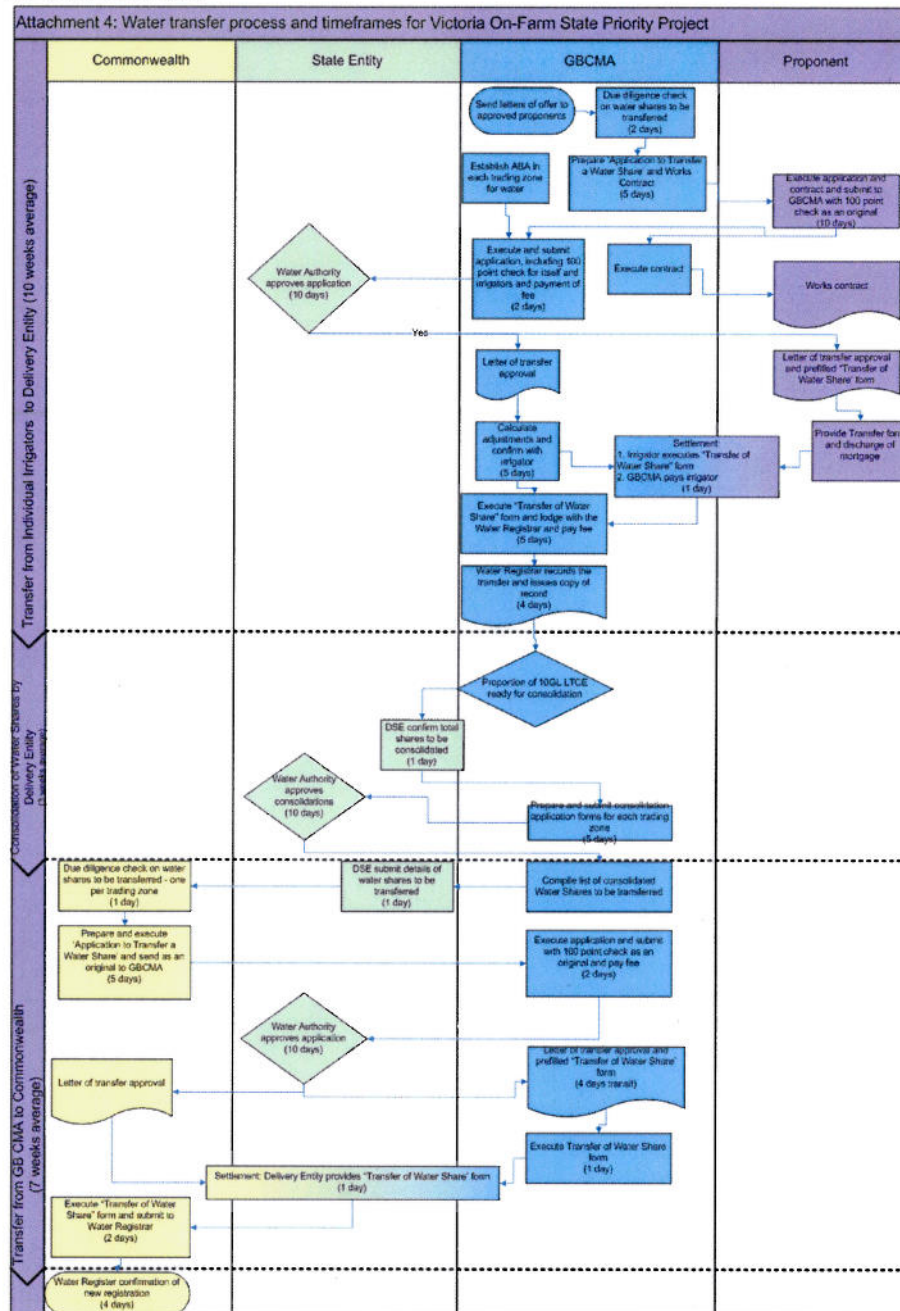 Attachment 4: Water transfer process and timeframes for Victoria On-Farm State Priority Project
Commonwealth
State Entity
GBCMA
Proponent
Transfer from Individual Irrigators to Delivery Entity (10 weeks average)
Send letters of offer to
approved proponents
Due diligence check
on water shares to be
transferred
(2 days)
Establish ABA in
each trading zone
for water
Prepare 'Application to Transfer
a Water Share' and Works
Contract
(5 days)
Execute application and
contract and submit to
GBCMA with 100 point
check as an original
(10 days)
Water Authority
approves application
(10 days)
Execute and submit
application, including 100
point check for itself and
irrigators and payment of
fee
(2 days)
Execute contract
Works contract
Yes
Letter of transfer
approval
Letter of transfer approval
and prefilled "Transfer of
Water Share' form
Calculate
adjustments and
confirm with
irrigator
(5 days)
Settlement
1. Irrigator executes "Transfer of
Water Share" form
2. GBCMA pays irrigator
(1 day)
Provide Transfer form
and discharge of
mortgage
Execute "Transfer of Water
Share" form and lodge with the
Water Registrar and pay fee
(5 days)
Water Registrar records the
transfer and issues copy of
record
(4 days)
Consolidation of Water Shares by
Delivery Entity
weeks average)
Proportion of 10GL LTCE
ready for consolidation
DSE confirm total
shares to be
consolidated
(1 day)
Water Authority
approves
consolidations
(10 days)
Prepare and submit consolidation
application forms for each trading
zone
(5 days)
Transfer from GB CMA to Commonwealth
(7 weeks average)
Due diligence check on water
shares to be transferred - one
per trading zone
(1 day)
DSE submit details of
water shares to be
transferred
(1 day)
Compile list of consolidated
Water Shares to be transferred
Prepare and execute
'Application to Transfer a
Water Share' and send as an
original to GBCMA
(5 days)
Execute application and submit
with 100 point check as an
original and pay fee
(2 days)
Water Authority
approves application
(10 days)
Letter of transfer approval
Letter of transfer approval and
prefilled "Transfer of Water Share'
form
(4 days transit)
Execute Transfer of Water Share
form
(1 day)
Settlement: Delivery Entity provides "Transfer of Water Share' form
(1 day)
Execute "Transfer of Water
Share" form and submit to
Water Registrar
(2 days)
Water Register confirmation of
new registration
(4 days)